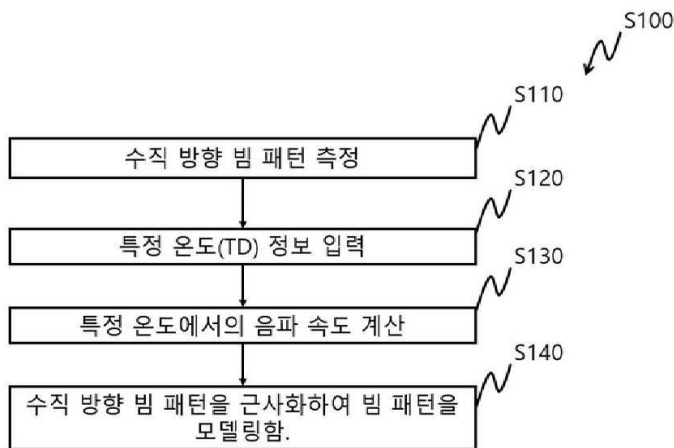 S100
S110
수직 방향 빔 패턴 측정
S120
특정 온도(TD) 정보 입력
S130
특정 온도에서의 음파 속도 계산
S140
수직 방향 빔 패턴을 근사화하여 빔 패턴을
모델링함.